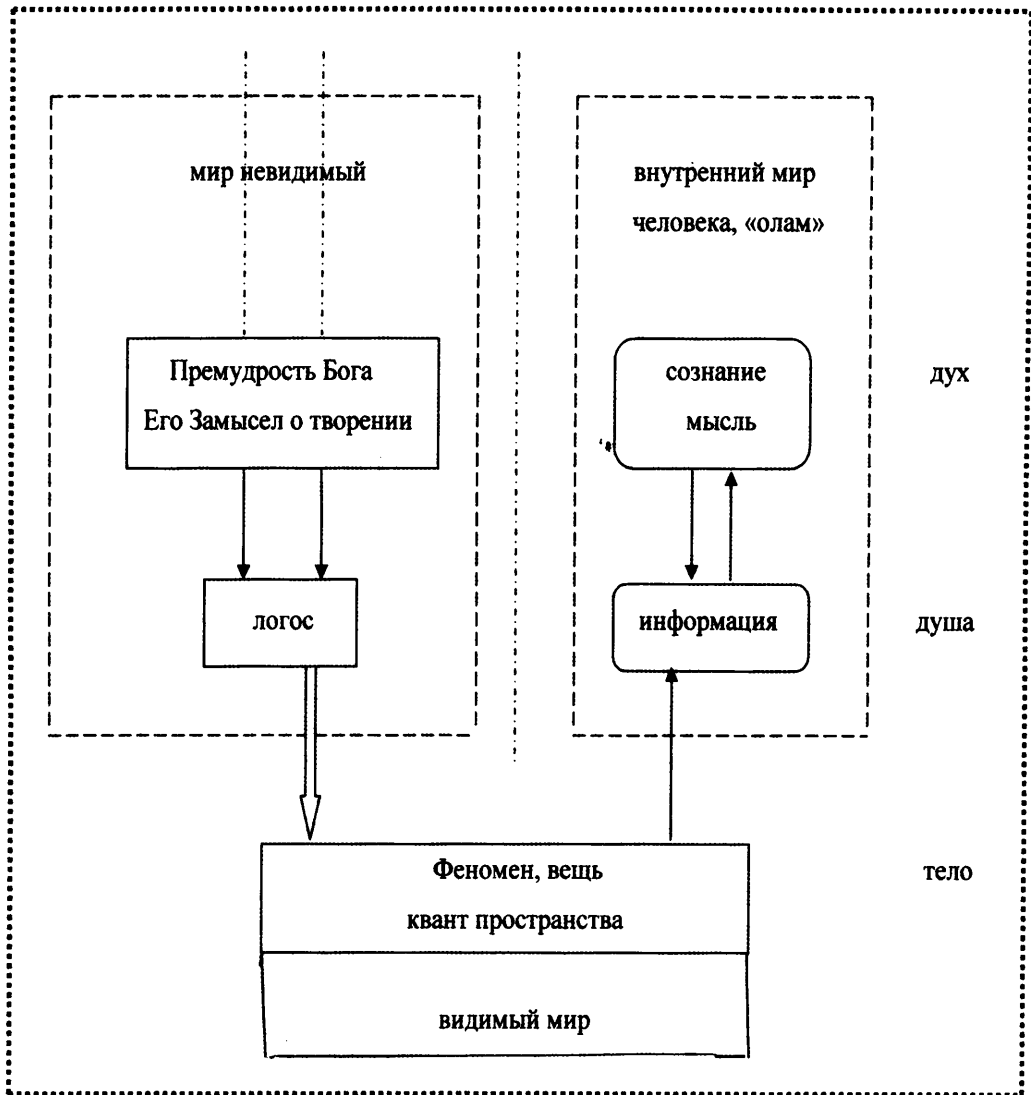 мир невидимый
внутренний мир
человека, «олам»
Премудрость Бога
Его Замысел о творении
сознание
мысль
дух
логос
информация
душа
Феномен, вещь
квант пространства
тело
видимый мир